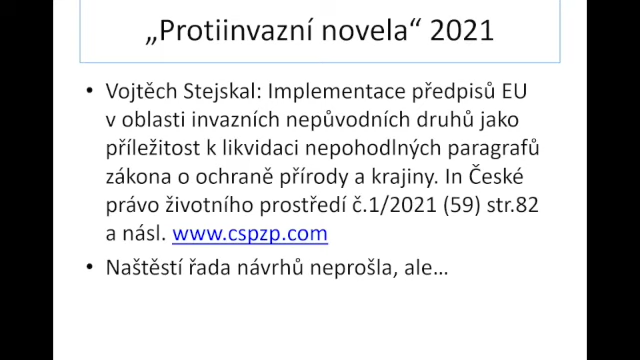 „Protiinvazní novela“ 2021
• Vojtěch Stejskal: Implementace předpisů EU
v oblasti invazních nepůvodních druhů jako
příležitost k likvidaci nepohodlných paragrafů
zákona o ochraně přírody a krajiny. In České
právo životního prostředí č.1/2021 (59) str.82
a násl. www.cspzp.com
• Naštěstí řada návrhů neprošla, ale…